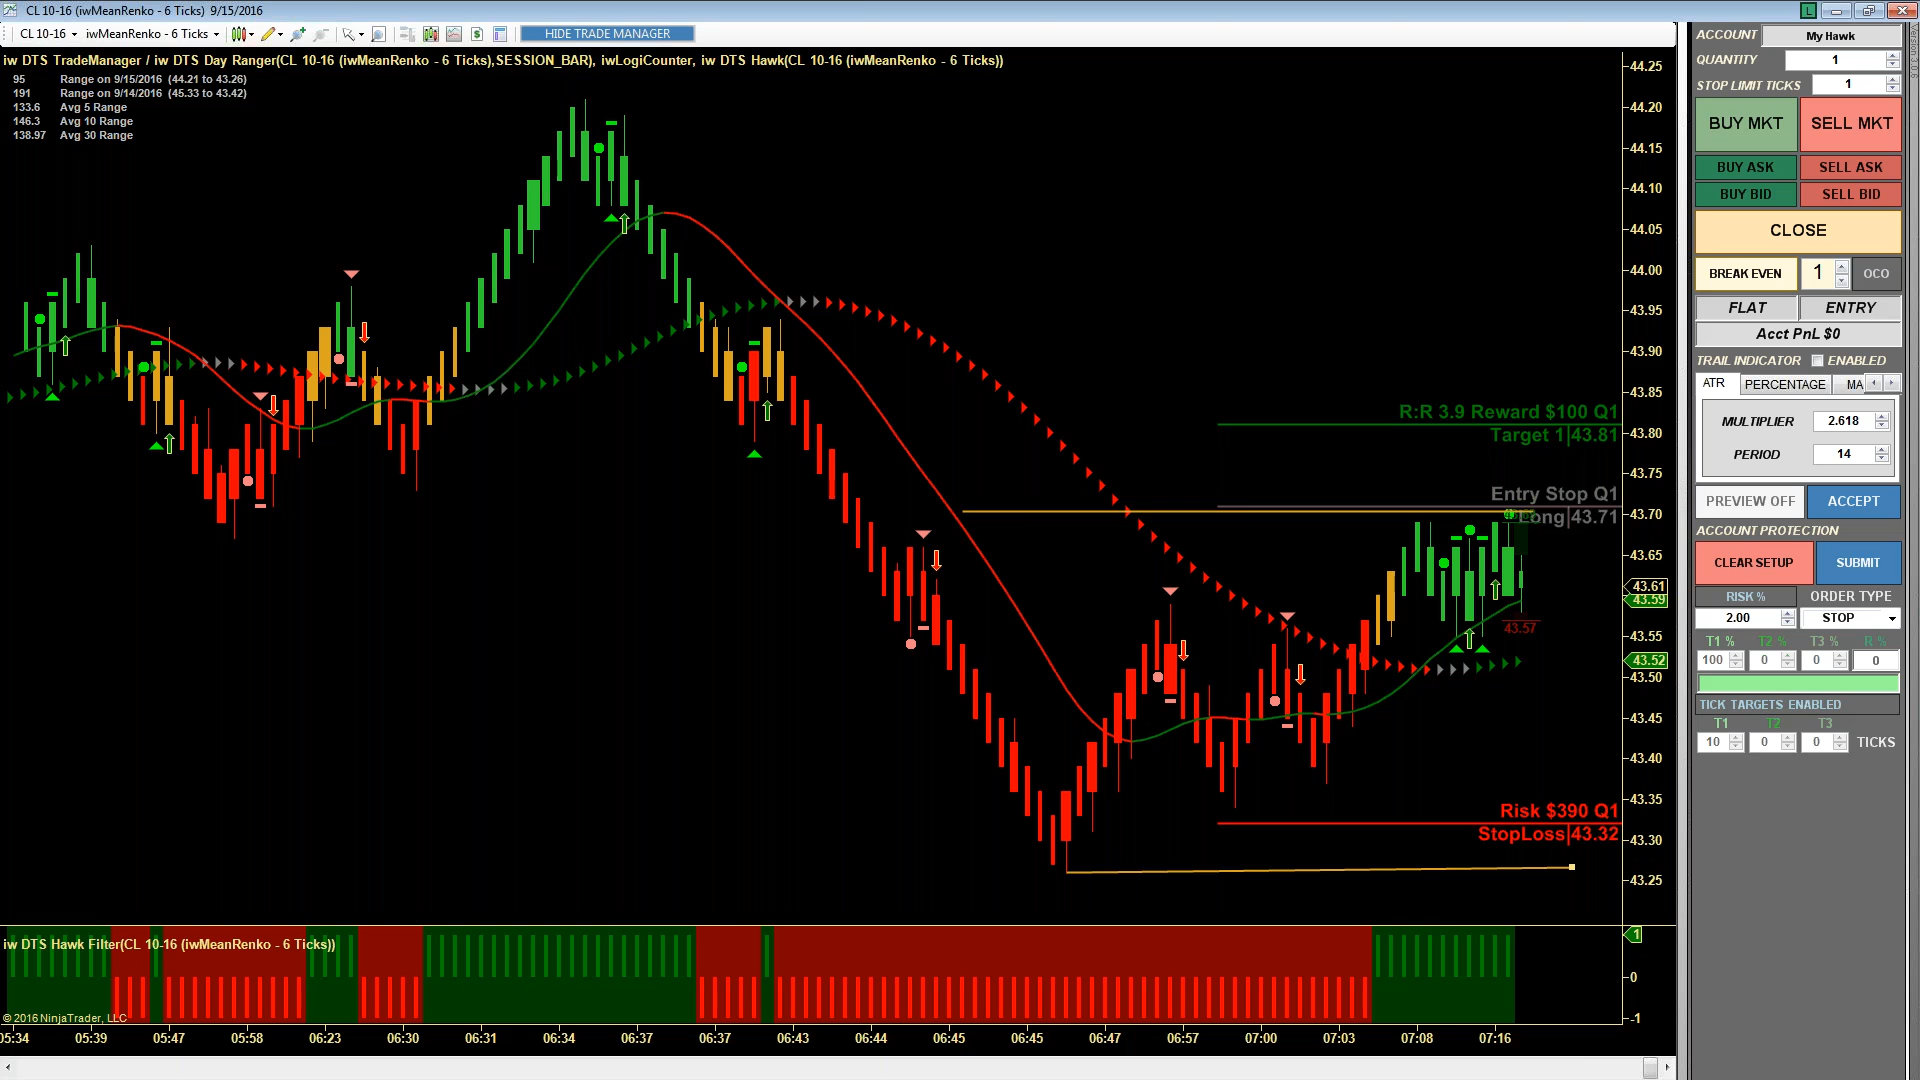 CL 10-16 (iwMeanRenko - 6 Ticks) 9/15/2016
L
CL 10-16 iwMeanRenko - 6 Ticks
HIDE TRADE MANAGER
iw DTS TradeManager / iw DTS Day Ranger(CL 10-16 (iwMeanRenko - 6 Ticks),SESSION_BAR), iwLogiCounter, iw DTS Hawk(CL 10-16 (iwMeanRenko - 6 Ticks))
95 Range on 9/15/2016 (44.21 to 43.26)
191 Range on 9/14/2016 (45.33 to 43.42)
133.6 Avg 5 Range
146.3 Avg 10 Range
138.97 Avg 30 Range
44.25
44.20
44.15
44.10
44.05
44.00
43.95
43.90
43.85
43.80
43.75
43.70
43.65
43.61
43.59
43.55
43.52
43.50
43.45
43.40
43.35
43.30
43.25
R:R 3.9 Reward $100 Q1
Target 1|43.81
Entry Stop Q1
Long|43.71
43.57
Risk $390 Q1
StopLoss|43.32
iw DTS Hawk Filter(CL 10-16 (iwMeanRenko - 6 Ticks))
1
0
-1
© 2016 NinjaTrader, LLC
05:34 05:39 05:47 05:58 06:23 06:30 06:31 06:34 06:37 06:37 06:43 06:44 06:45 06:45 06:47 06:57 07:00 07:03 07:08 07:16
ACCOUNT My Hawk
QUANTITY 1
STOP LIMIT TICKS 1
BUY MKT SELL MKT
BUY ASK SELL ASK
BUY BID SELL BID
CLOSE
BREAK EVEN 1 OCO
FLAT ENTRY
Acct PnL $0
TRAIL INDICATOR ENABLED
ATR PERCENTAGE MA
MULTIPLIER 2.618
PERIOD 14
PREVIEW OFF ACCEPT
ACCOUNT PROTECTION
CLEAR SETUP SUBMIT
RISK % ORDER TYPE
2.00 STOP
T1 % T2 % T3 % R %
100 0 0 0
TICK TARGETS ENABLED
T1 T2 T3
10 0 0 TICKS